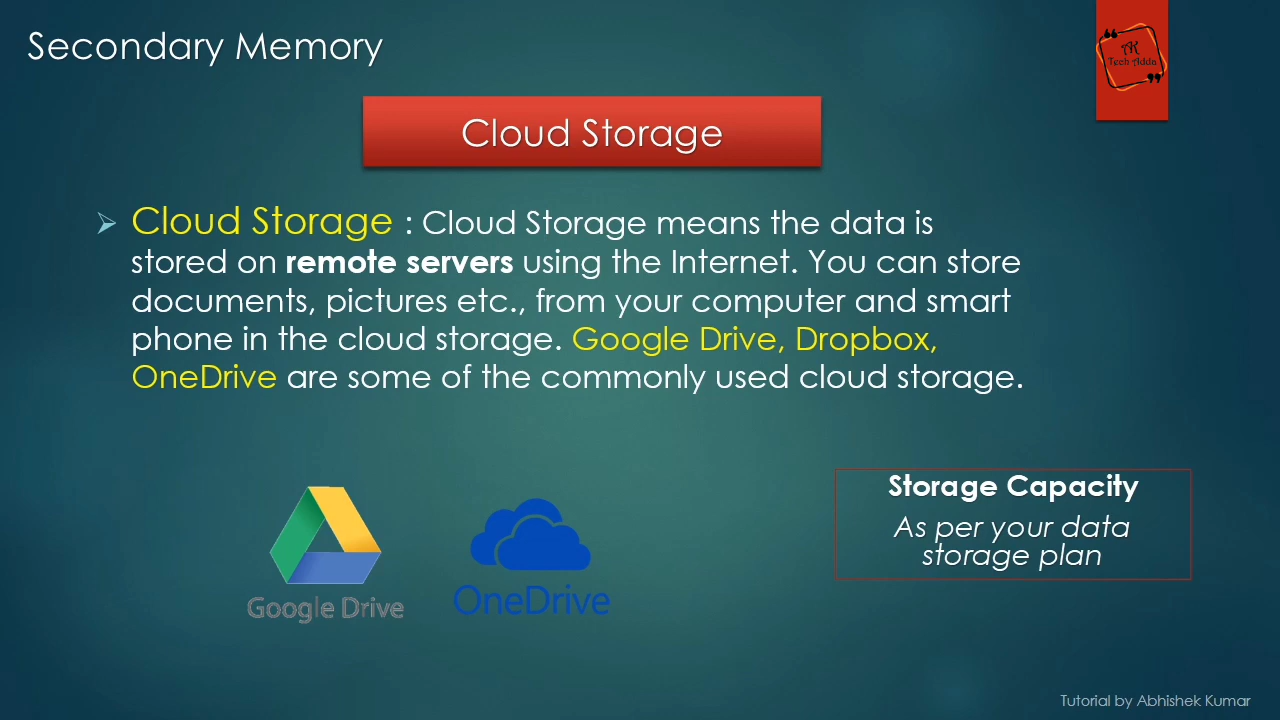 Secondary Memory
AK
Tech Adda
Cloud Storage
➢ Cloud Storage : Cloud Storage means the data is
stored on remote servers using the Internet. You can store
documents, pictures etc., from your computer and smart
phone in the cloud storage. Google Drive, Dropbox,
OneDrive are some of the commonly used cloud storage.
Google Drive
OneDrive
Storage Capacity
As per your data
storage plan
Tutorial by Abhishek Kumar